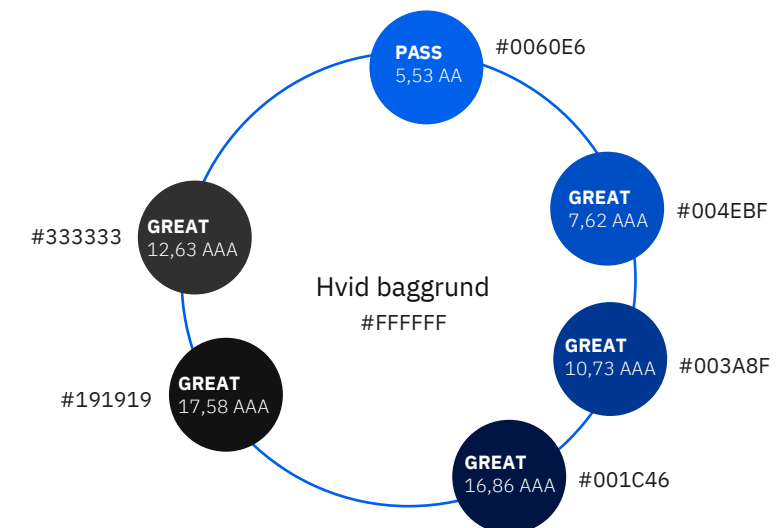 PASS
5,53 AA
#0060E6
GREAT
7,62 AAA
#004EBF
GREAT
10,73 AAA
#003A8F
GREAT
16,86 AAA
#001C46
GREAT
17,58 AAA
#191919
GREAT
12,63 AAA
#333333
Hvid baggrund
#FFFFFF